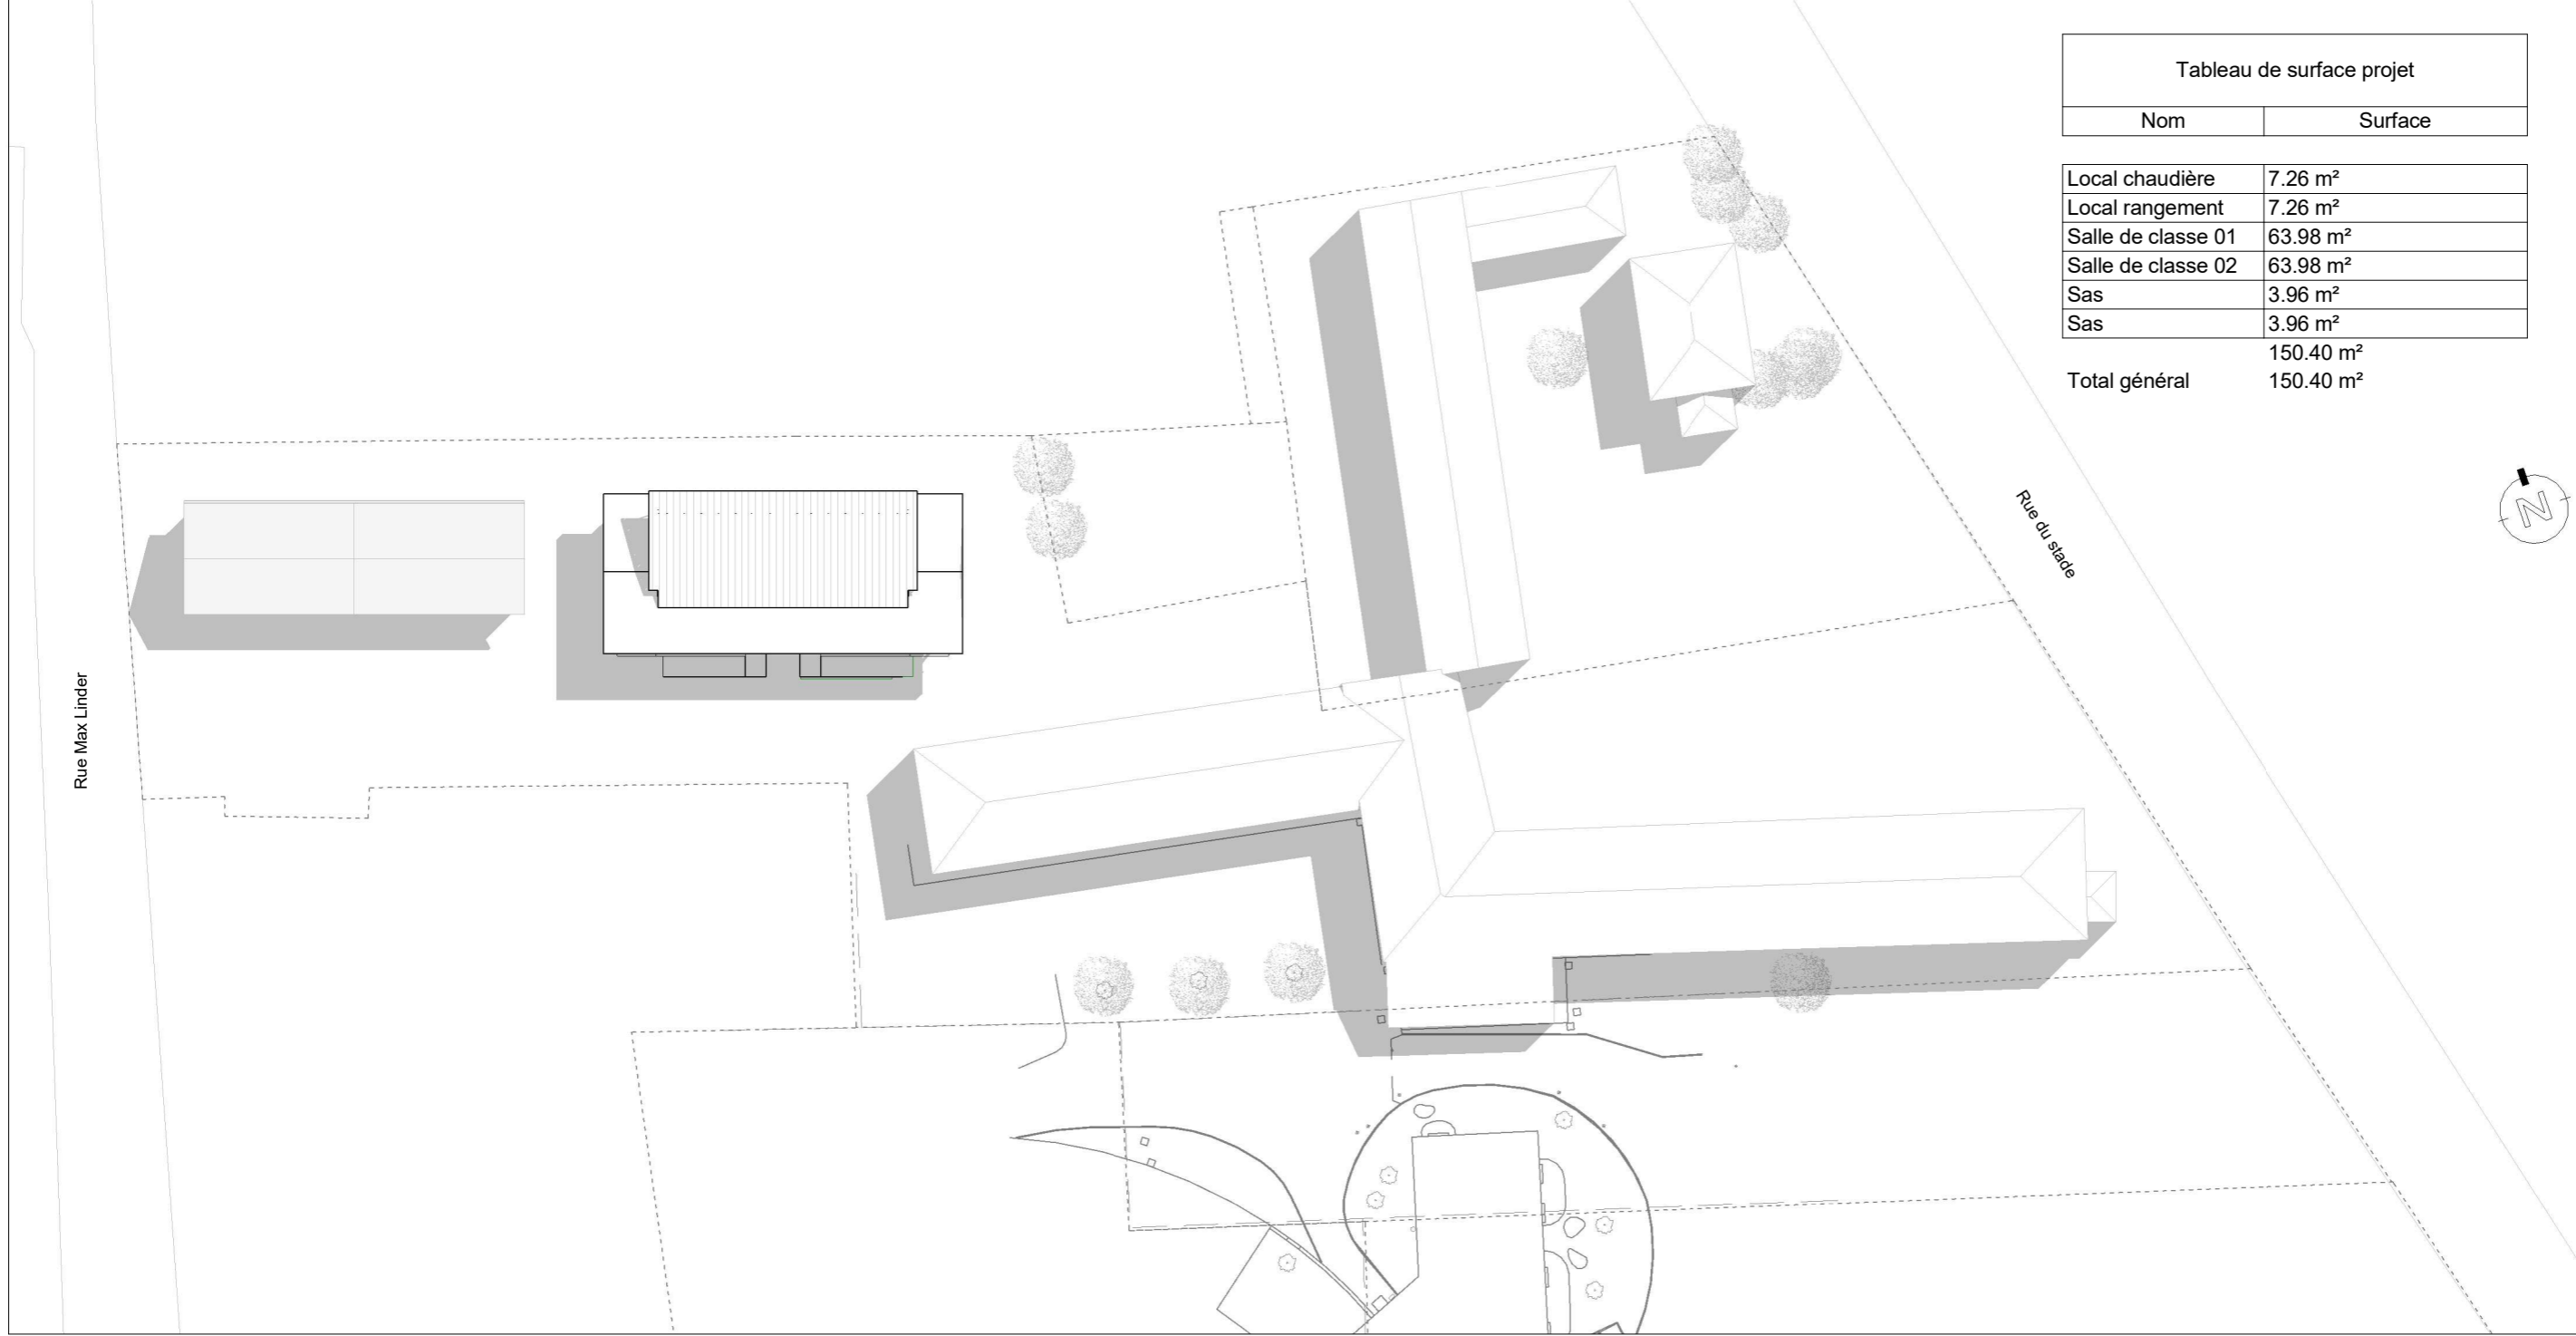 Tableau de surface projet
Nom Surface
Local chaudière 7.26 m²
Local rangement 7.26 m²
Salle de classe 01 63.98 m²
Salle de classe 02 63.98 m²
Sas 3.96 m²
Sas 3.96 m²
150.40 m²
Total général 150.40 m²
N
Rue du stade
Rue Max Linder